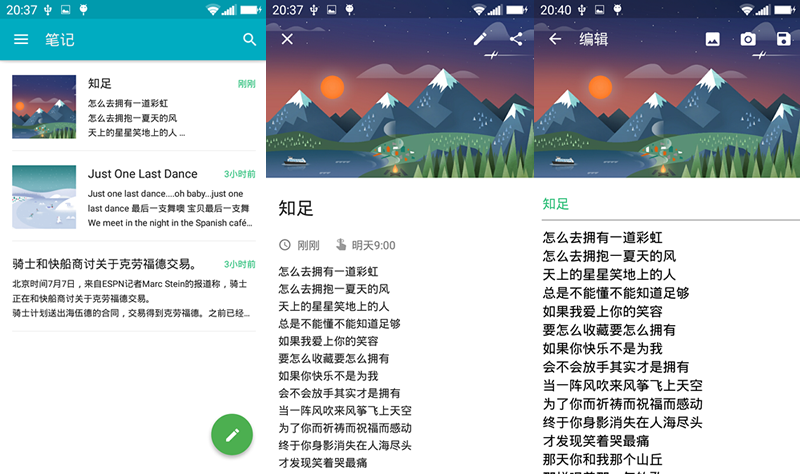 20:37
笔记
知足
刚刚
怎么去拥有一道彩虹
怎么去拥抱一夏天的风
天上的星星笑地上的人 ...
Just One Last Dance
3小时前
Just one last dance....oh baby...just one
last dance 最后一支舞噢 宝贝最后一支舞
We meet in the night in the Spanish café...
骑士和快船商讨关于克劳福德交易。
3小时前
北京时间7月7日，来自ESPN记者Marc Stein的报道称，骑士
正在和快船商讨关于克劳福德交易。
骑士计划送出海伍德的合同，交易得到克劳福德。之前已经...
20:37
知足
刚刚
明天9:00
怎么去拥有一道彩虹
怎么去拥抱一夏天的风
天上的星星笑地上的人
总是不能懂不能知道足够
如果我爱上你的笑容
要怎么收藏要怎么拥有
如果你快乐不是为我
会不会放手其实才是拥有
当一阵风吹来风筝飞上天空
为了你而祈祷而祝福而感动
终于你身影消失在人海尽头
才发现笑着哭最痛
20:40
编辑
知足
怎么去拥有一道彩虹
怎么去拥抱一夏天的风
天上的星星笑地上的人
总是不能懂不能知道足够
如果我爱上你的笑容
要怎么收藏要怎么拥有
如果你快乐不是为我
会不会放手其实才是拥有
当一阵风吹来风筝飞上天空
为了你而祈祷而祝福而感动
终于你身影消失在人海尽头
才发现笑着哭最痛
那天你和我那个山丘